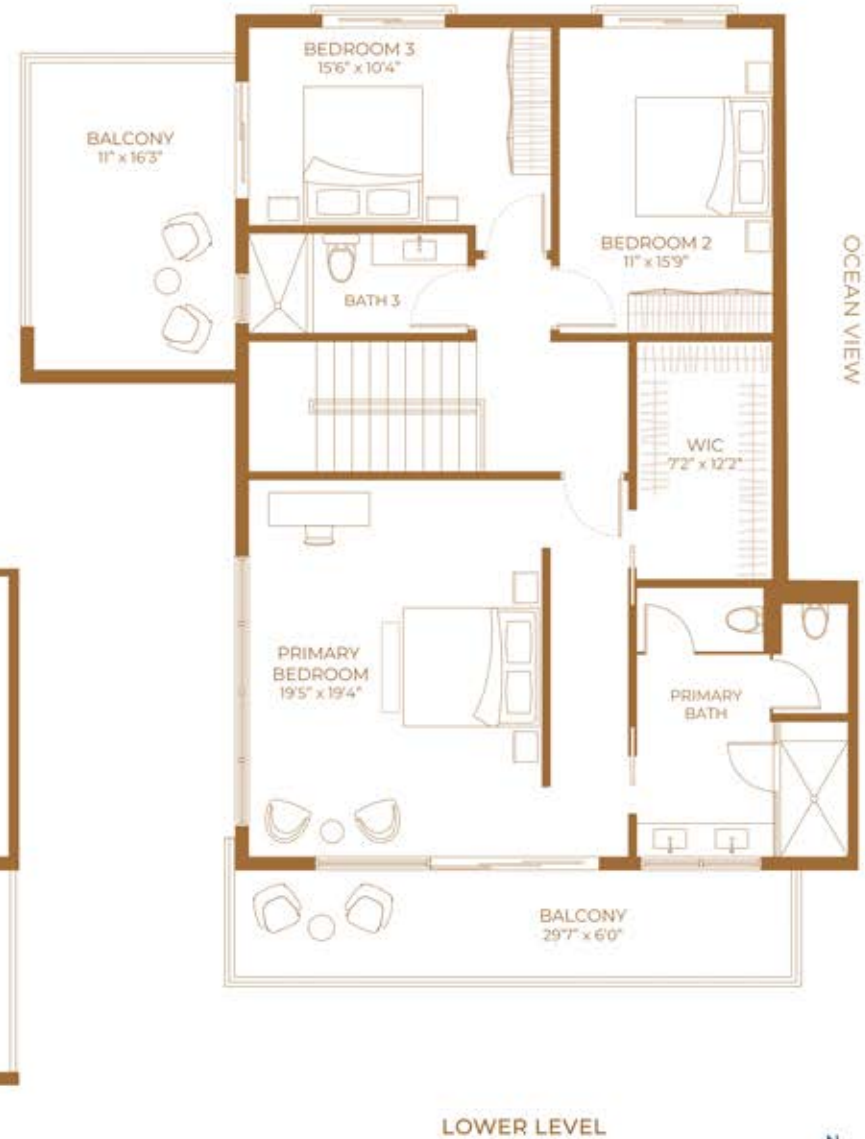 BEDROOM 3
15'6" x 10'4"
BALCONY
11" x 16'3"
BEDROOM 2
11" x 15'9"
BATH 3
OCEAN VIEW
WIC
7'2" x 12'2"
PRIMARY
BEDROOM
19'5" x 19'4"
PRIMARY
BATH
BALCONY
29'7" x 6'0"
LOWER LEVEL
N